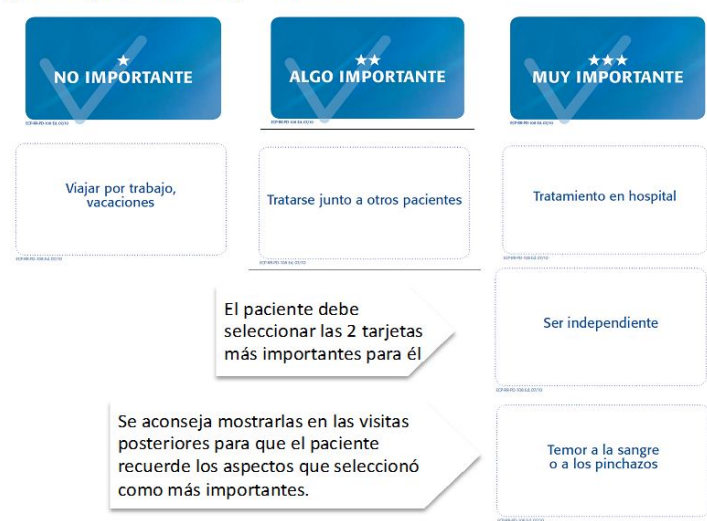 NO IMPORTANTE
ALGO IMPORTANTE
MUY IMPORTANTE
Viajar por trabajo,
vacaciones
Tratarse junto a otros pacientes
Tratamiento en hospital
El paciente debe
seleccionar las 2 tarjetas
más importantes para él
Ser independiente
Se aconseja mostrarlas en las visitas
posteriores para que el paciente
recuerde los aspectos que seleccionó
como más importantes.
Temor a la sangre
o a los pinchazos